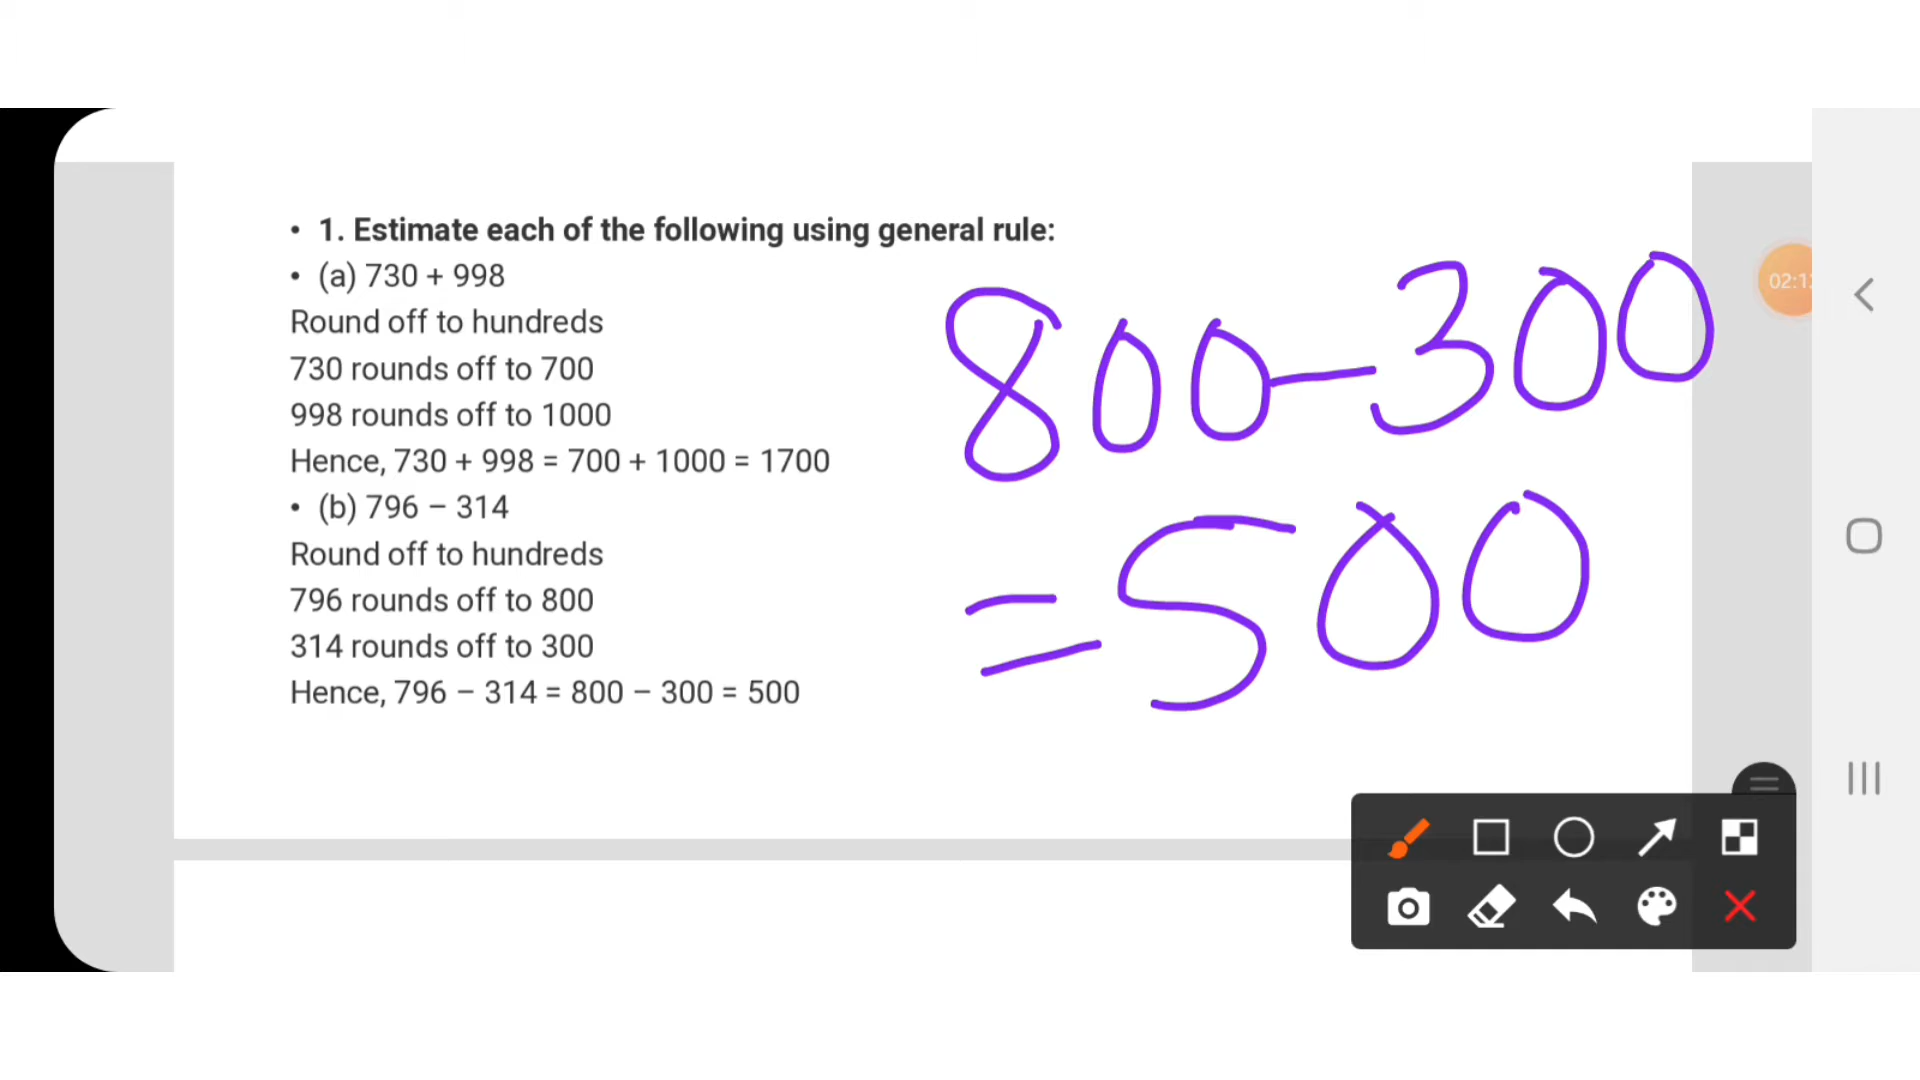 • 1. Estimate each of the following using general rule:
• (a) 730 + 998
Round off to hundreds
730 rounds off to 700
998 rounds off to 1000
Hence, 730 + 998 = 700 + 1000 = 1700
• (b) 796 – 314
Round off to hundreds
796 rounds off to 800
314 rounds off to 300
Hence, 796 – 314 = 800 – 300 = 500
800-300
=500